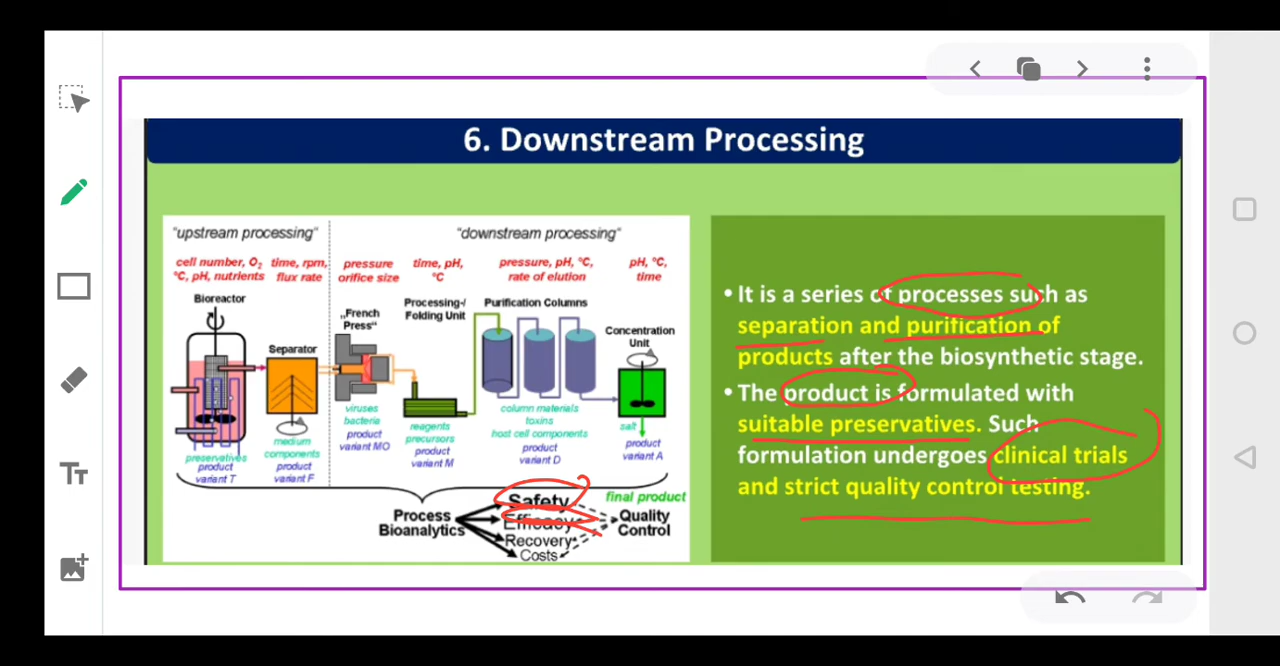 6. Downstream Processing
"upstream processing"
"downstream processing"
cell number, O2
°C, pH, nutrients
time, rpm,
flux rate
pressure
orifice size
time, pH,
°C
pressure, pH, °C,
rate of elution
pH, °C,
time
Bioreactor
Separator
„French
Press“
Processing-/
Folding Unit
Purification Columns
Concentration
Unit
preservatives
product
variant T
medium
components
product
variant F
viruses
bacteria
product
variant MO
reagents
precursors
product
variant M
column materials
toxins
host cell components
product
variant D
salt
product
variant A
final product
Process
Bioanalytics
Safety
Efficacy
Recovery
Costs
Quality
Control
• It is a series of processes such as
separation and purification of
products after the biosynthetic stage.
• The product is formulated with
suitable preservatives. Such
formulation undergoes clinical trials
and strict quality control testing.
TT